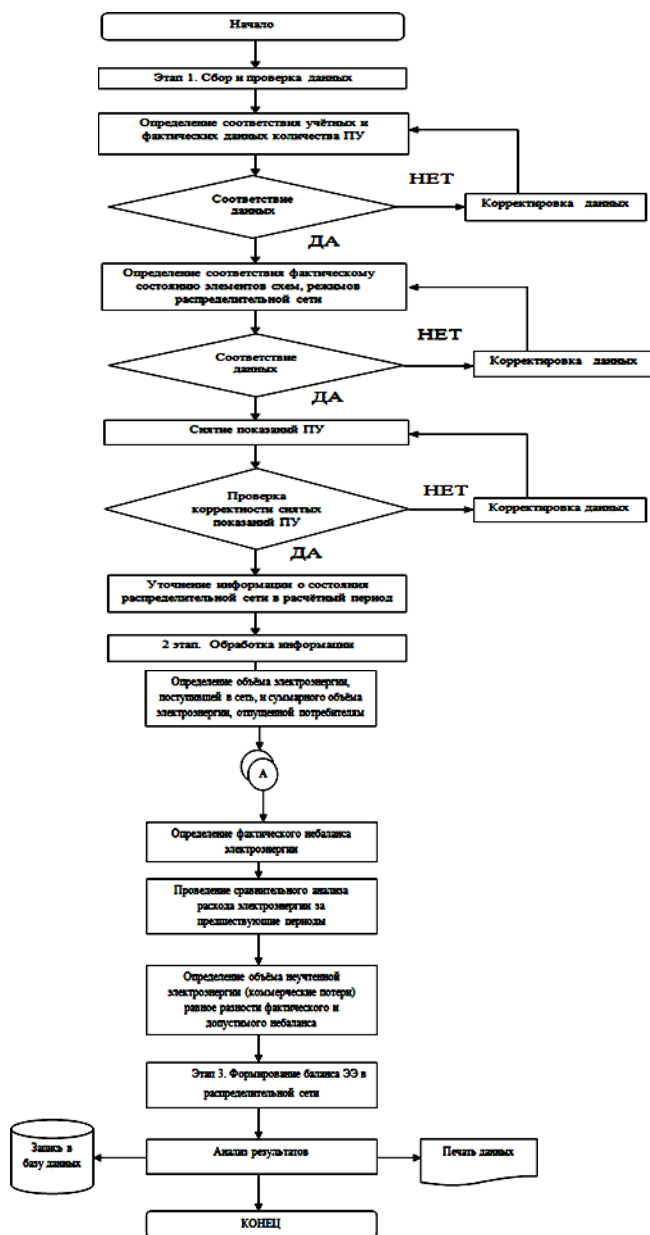 Начало
Этап 1. Сбор и проверка данных
Определение соответствия учётных и
фактических данных количества ПУ
НЕТ
Соответствие
данных
Корректировка данных
ДА
Определение соответствия фактическому
состоянию элементов схем, режимов
распределительной сети
НЕТ
Соответствие
данных
Корректировка данных
ДА
Снятие показаний ПУ
НЕТ
Проверка
корректности снятых
показаний ПУ
Корректировка данных
ДА
Уточнение информации о состояния
распределительной сети в расчётный период
2 этап. Обработка информации
Определение объёма электроэнергии,
поступившей в сеть, и суммарного объёма
электроэнергии, отпущенной потребителям
А
Определение фактического небаланса
электроэнергии
Проведение сравнительного анализа
расхода электроэнергии за
предшествующие периоды
Определение объёма неучтенной
электроэнергии (коммерческие потери)
равное разности фактического и
допустимого небаланса
Этап 3. Формирование баланса ЭЭ в
распределительной сети
Запись в
базу данных
Анализ результатов
Печать данных
КОНЕЦ